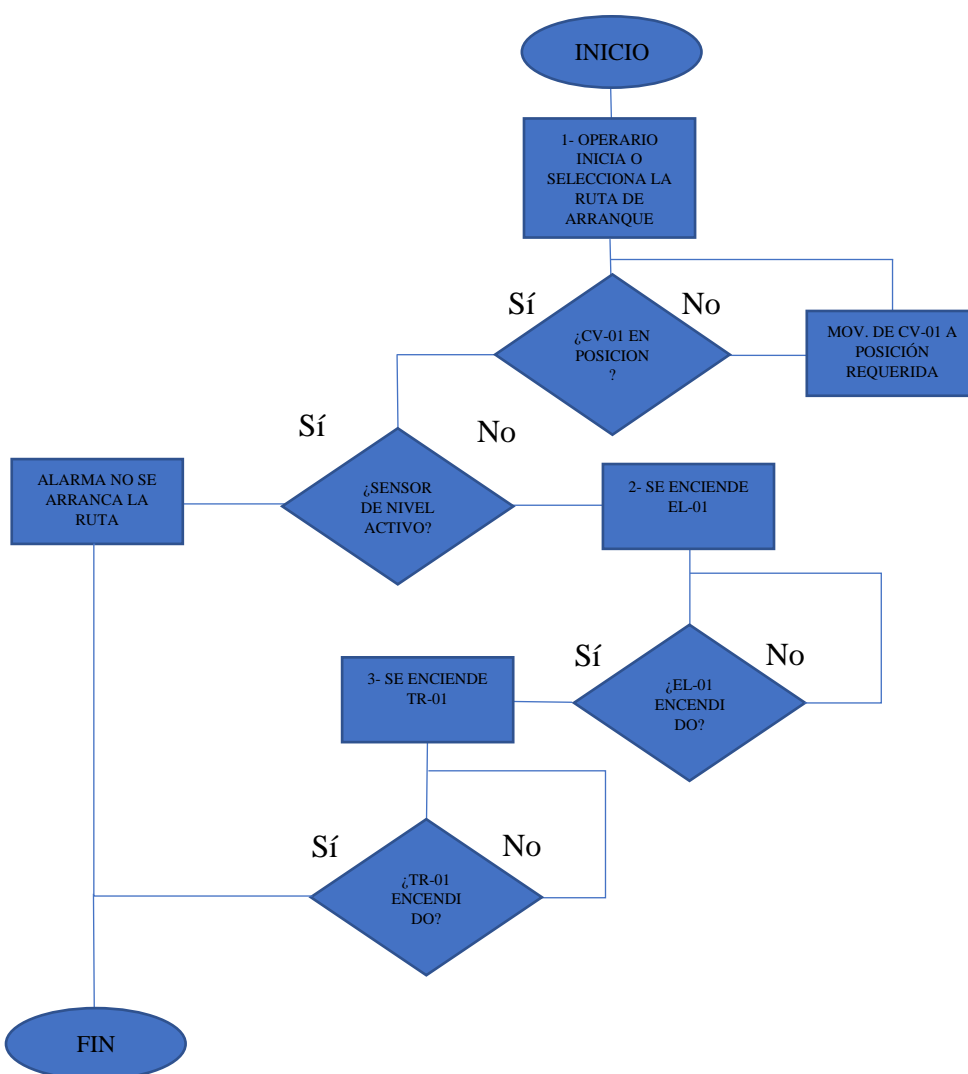 INICIO
1- OPERARIO
INICIA O
SELECCIONA LA
RUTA DE
ARRANQUE
Sí
No
¿CV-01 EN
POSICION
?
MOV. DE CV-01 A
POSICIÓN
REQUERIDA
Sí
No
ALARMA NO SE
ARRANCA LA
RUTA
¿SENSOR
DE NIVEL
ACTIVO?
2- SE ENCIENDE
EL-01
Sí
No
3- SE ENCIENDE
TR-01
¿EL-01
ENCENDI
DO?
Sí
No
¿TR-01
ENCENDI
DO?
FIN